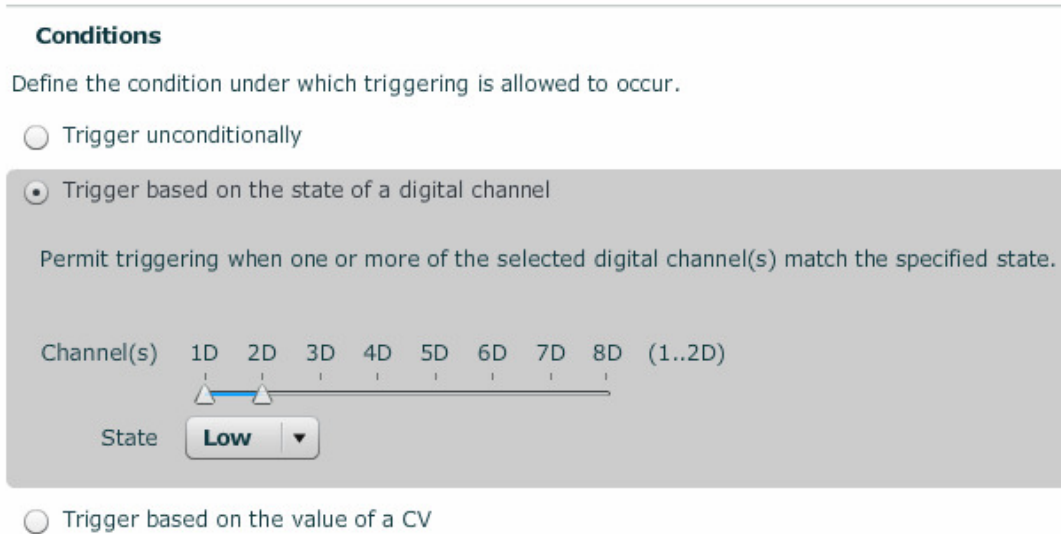 Conditions
Define the condition under which triggering is allowed to occur.
Trigger unconditionally
Trigger based on the state of a digital channel
Permit triggering when one or more of the selected digital channel(s) match the specified state.
Channel(s) 1D 2D 3D 4D 5D 6D 7D 8D (1..2D)
State Low
Trigger based on the value of a CV